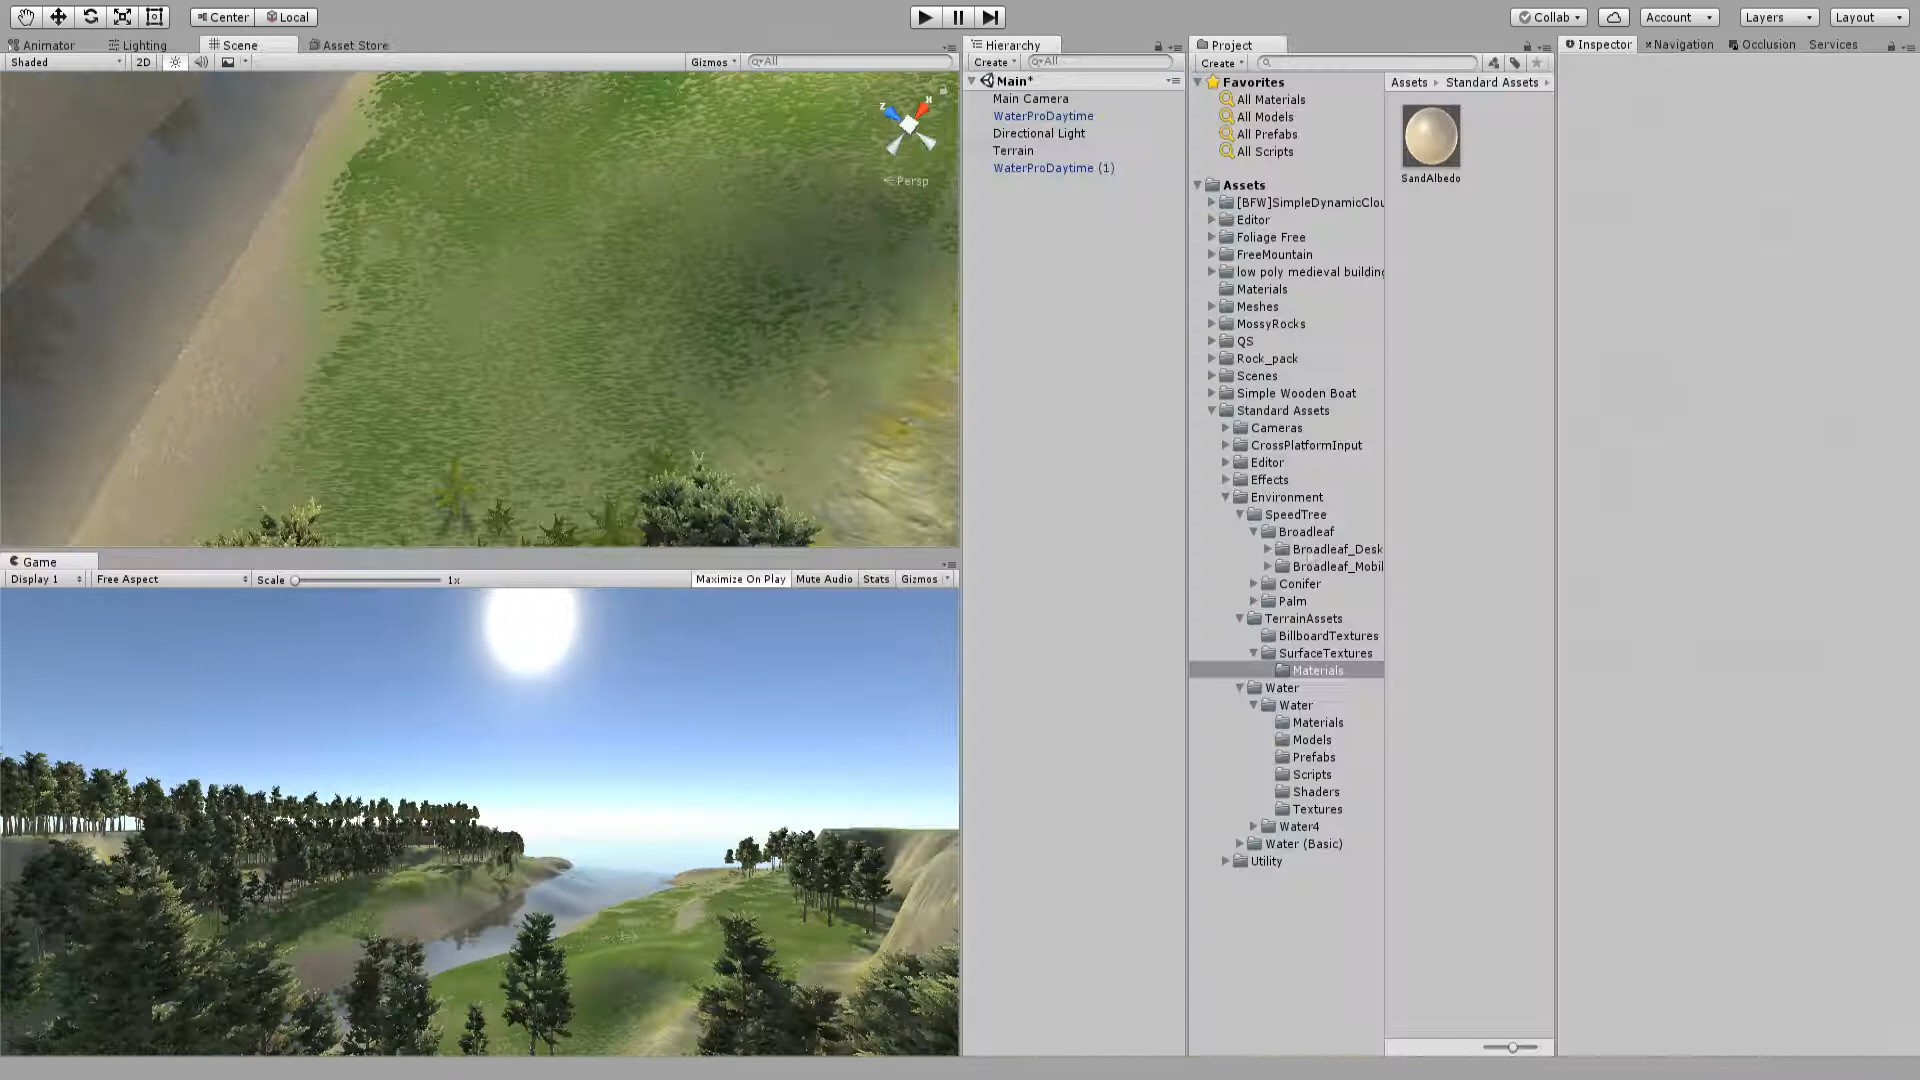 Center Local Collab Account Layers Layout
Animator Lighting Scene Asset Store
Shaded 2D Gizmos All
x
z
Persp
Game
Display 1 Free Aspect Scale 1x Maximize On Play Mute Audio Stats Gizmos
Hierarchy
Create All
Main*
Main Camera
WaterProDaytime
Directional Light
Terrain
WaterProDaytime (1)
Project
Create
Favorites
All Materials
All Models
All Prefabs
All Scripts
Assets
[BFW]SimpleDynamicClou
Editor
Foliage Free
FreeMountain
low poly medieval building
Materials
Meshes
MossyRocks
QS
Rock_pack
Scenes
Simple Wooden Boat
Standard Assets
Cameras
CrossPlatformInput
Editor
Effects
Environment
SpeedTree
Broadleaf
Broadleaf_Desk
Broadleaf_Mobil
Conifer
Palm
TerrainAssets
BillboardTextures
SurfaceTextures
Materials
Water
Water
Materials
Models
Prefabs
Scripts
Shaders
Textures
Water4
Water (Basic)
Utility
Assets Standard Assets
SandAlbedo
Inspector Navigation Occlusion Services